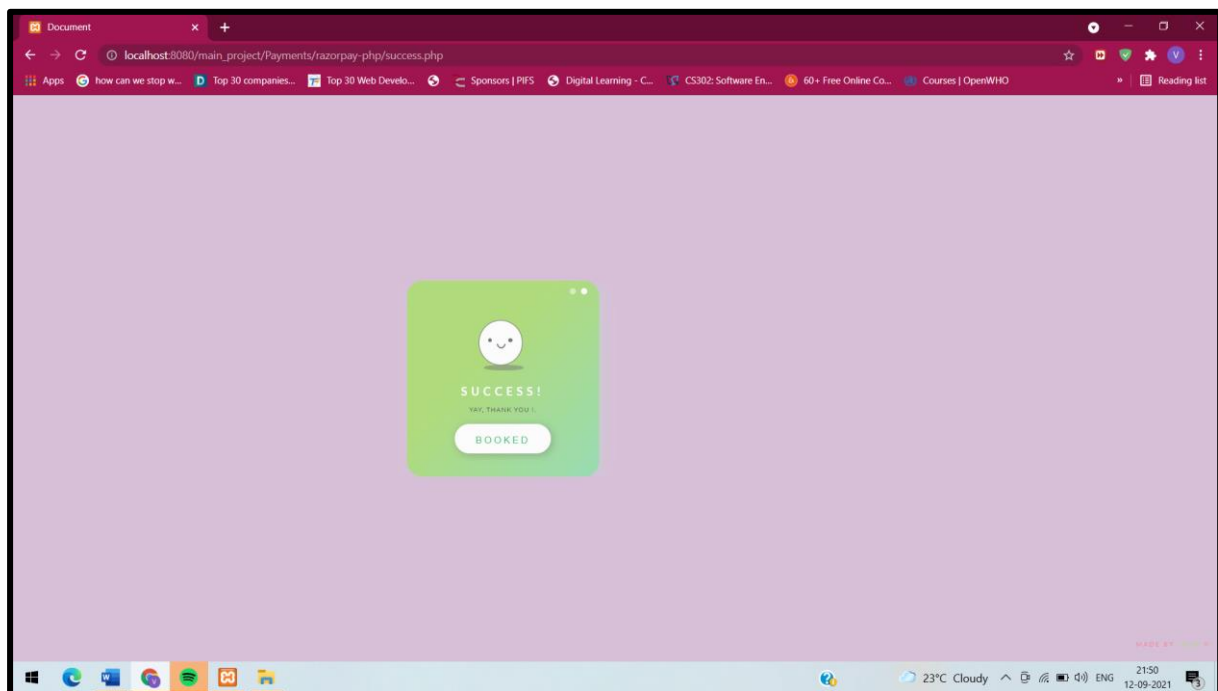 Document
localhost:8080/main_project/Payments/razorpay-php/success.php
Apps how can we stop w... Top 30 companies... Top 30 Web Develo... Sponsors | PIFS Digital Learning - C... CS302: Software En... 60+ Free Online Co... Courses | OpenWHO » Reading list
SUCCESS!
YAY, THANK YOU !.
BOOKED
MADE BY
23°C Cloudy ENG 21:50
12-09-2021